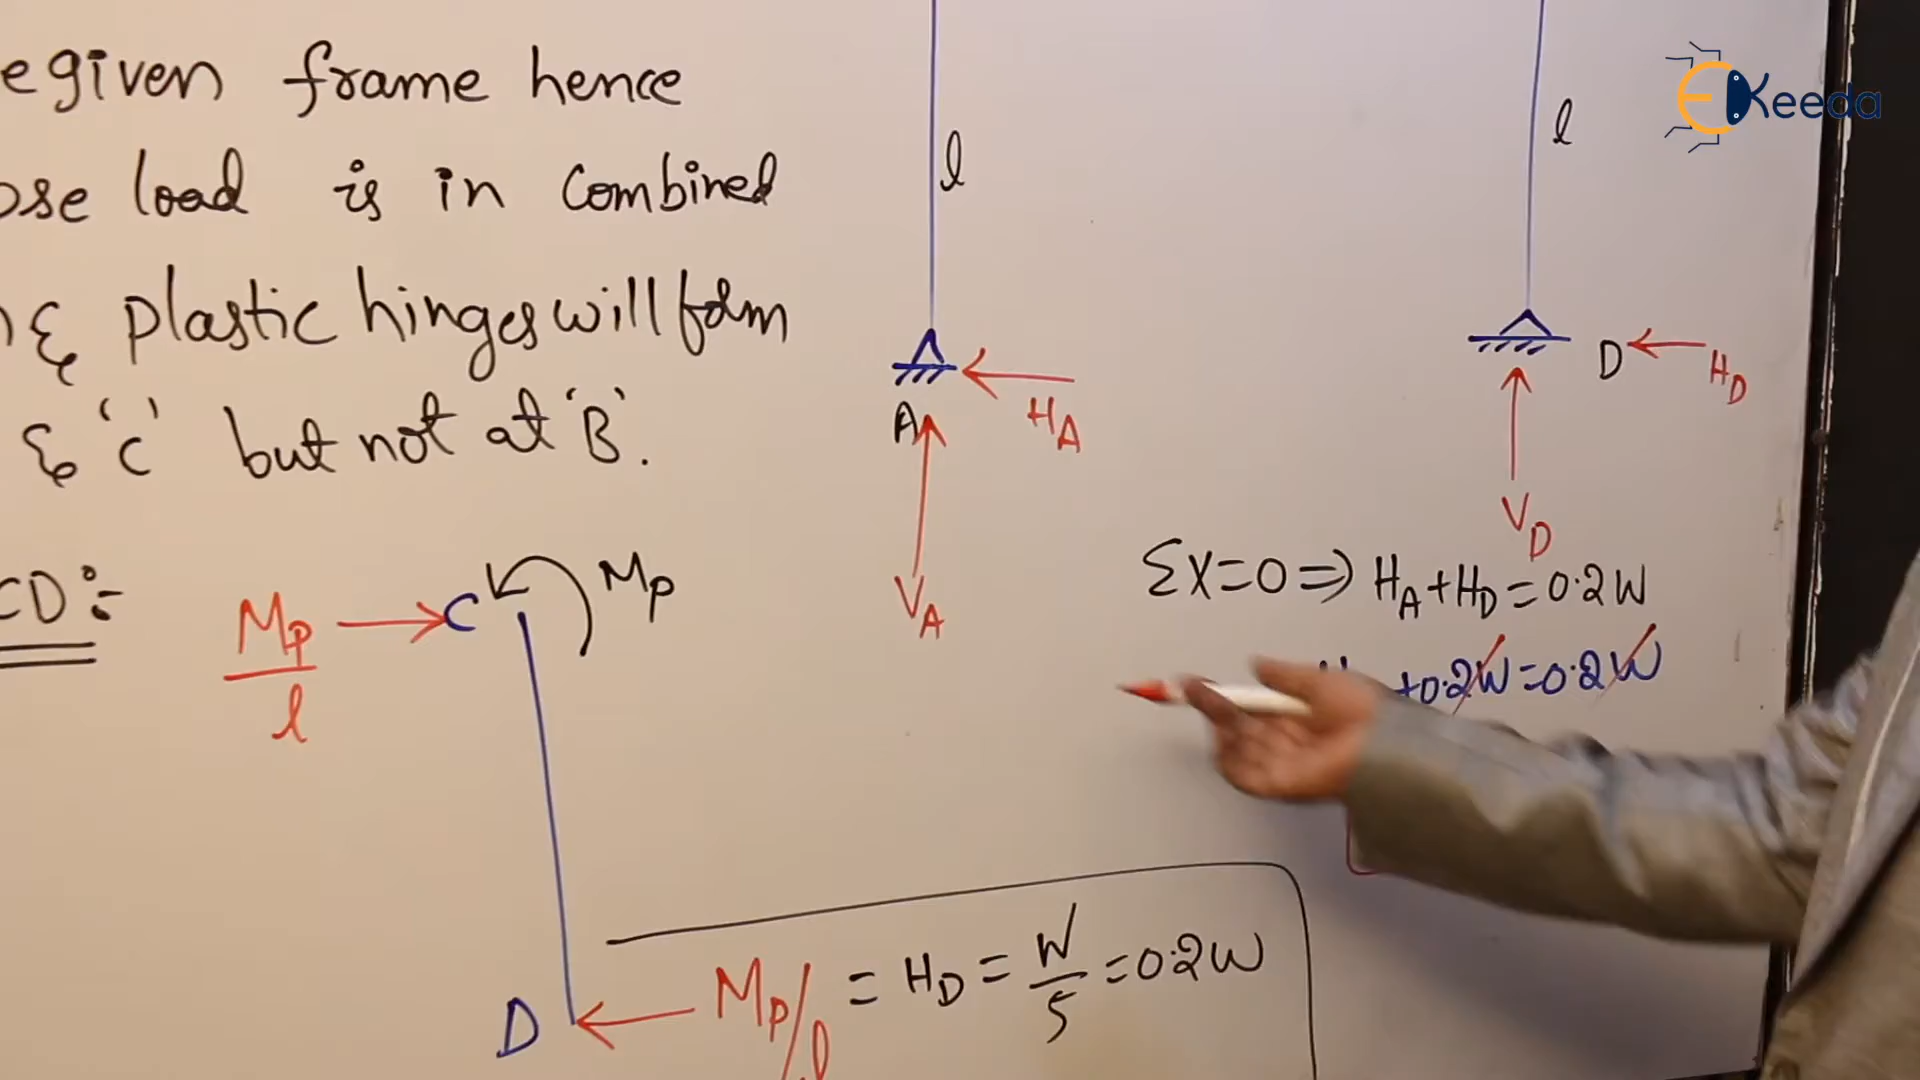 e given frame hence
ose load is in combined
& plastic hinges will form
& 'c' but not at 'B'.
CD:-
Mp/l
C
Mp
D
Mp/l = HD = W/5 = 0.2W
l
A
HA
VA
l
D
HD
VD
ΣX=0 ⇒ HA+HD=0.2W
+0.2W=0.2W
EKeeda